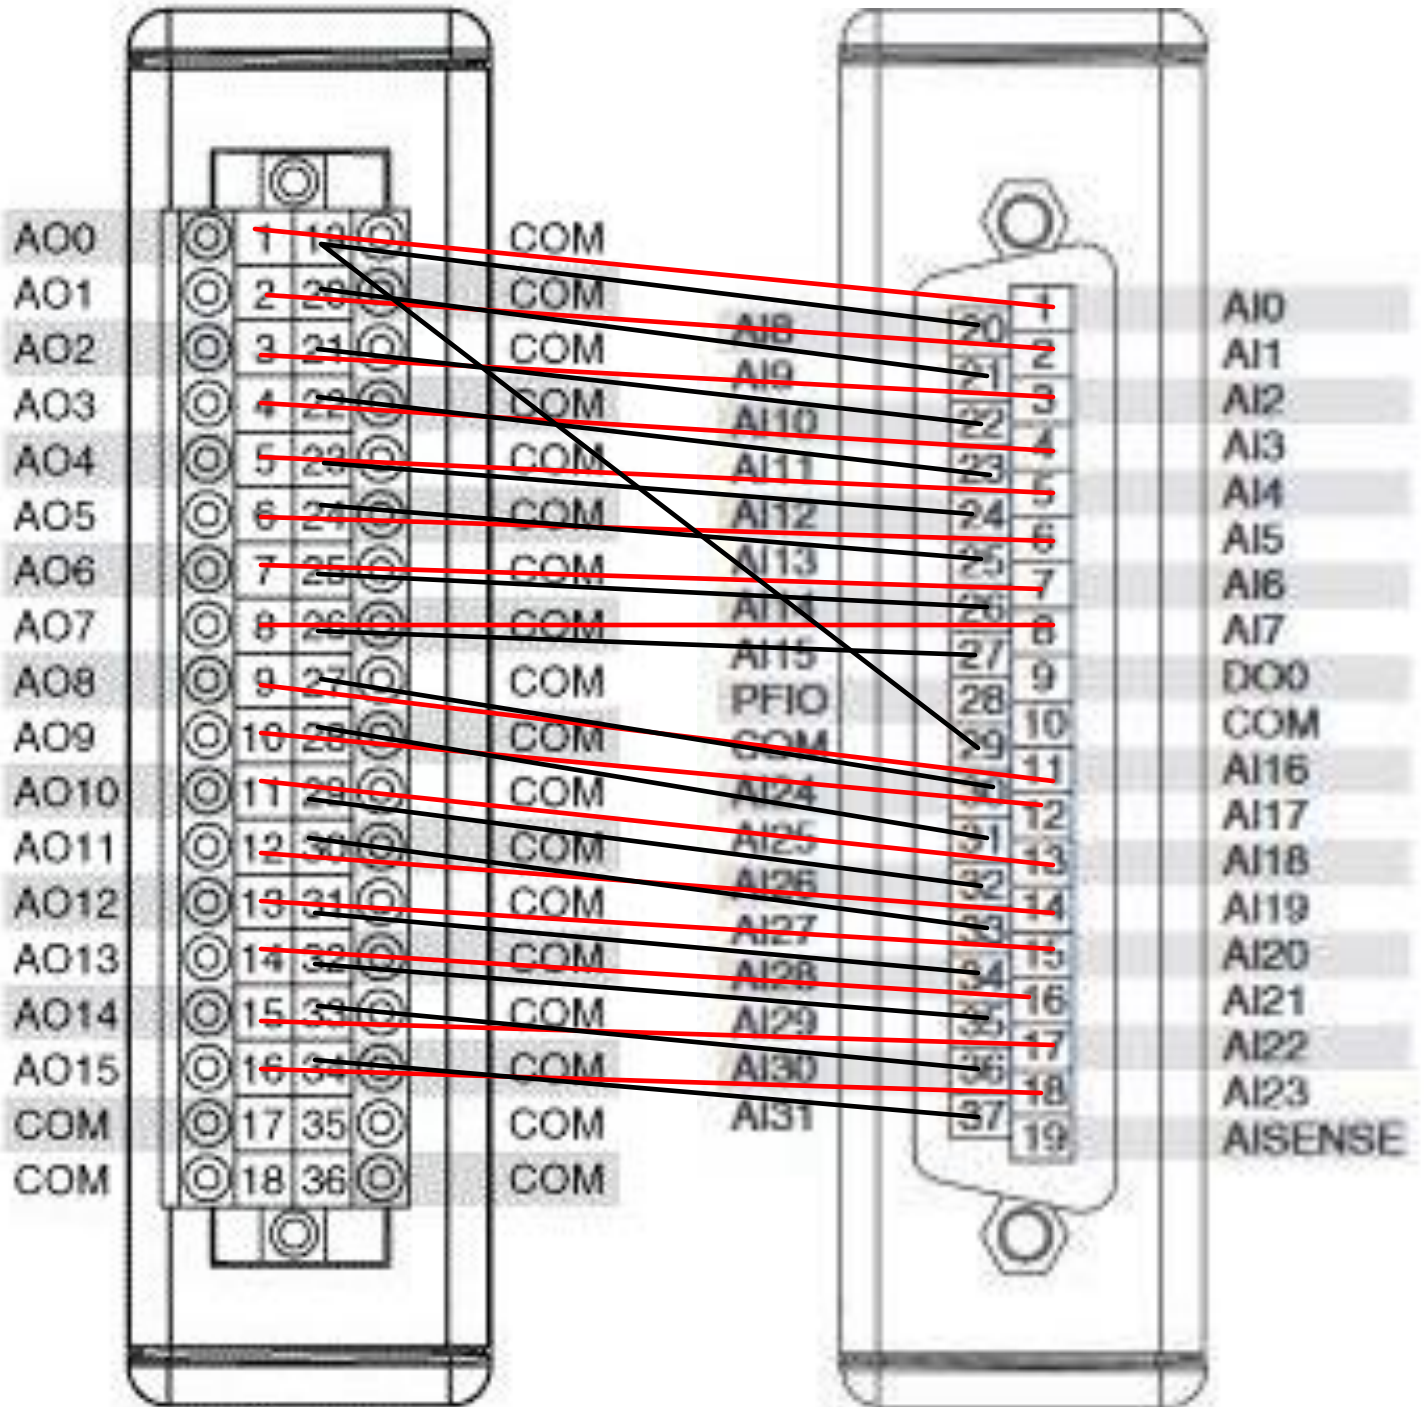 AO0 1 19 COM
AO1 2 20 COM
AO2 3 21 COM
AO3 4 22 COM
AO4 5 23 COM
AO5 6 24 COM
AO6 7 25 COM
AO7 8 26 COM
AO8 9 27 COM
AO9 10 28 COM
AO10 11 29 COM
AO11 12 30 COM
AO12 13 31 COM
AO13 14 32 COM
AO14 15 33 COM
AO15 16 34 COM
COM 17 35 COM
COM 18 36 COM
1 AI0
AI8 20
2 AI1
AI9 21
3 AI2
AI10 22
4 AI3
AI11 23
5 AI4
AI12 24
6 AI5
AI13 25
7 AI6
AI14 26
8 AI7
AI15 27
9 DO0
PFI0 28
10 COM
COM 29
11 AI16
AI24 30
12 AI17
AI25 31
13 AI18
AI26 32
14 AI19
AI27 33
15 AI20
AI28 34
16 AI21
AI29 35
17 AI22
AI30 36
18 AI23
AI31 37
19 AISENSE